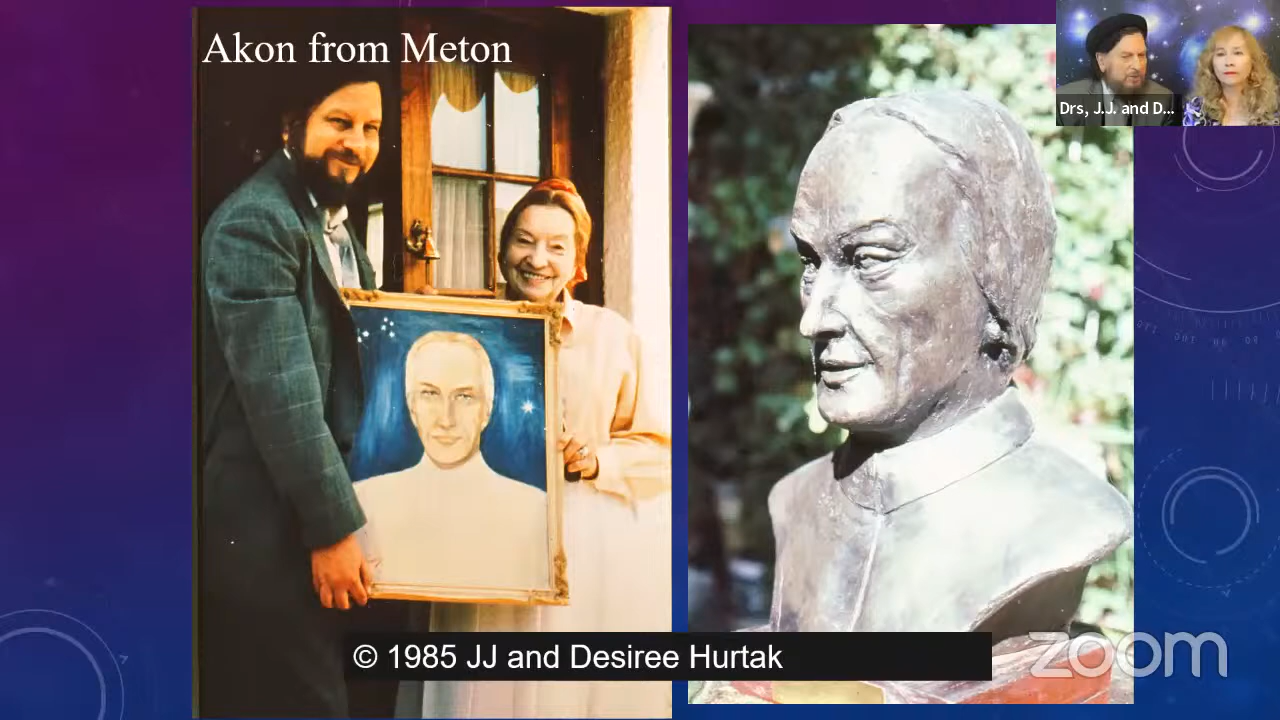 Akon from Meton
Drs, J.J. and D...
© 1985 JJ and Desiree Hurtak
zoom